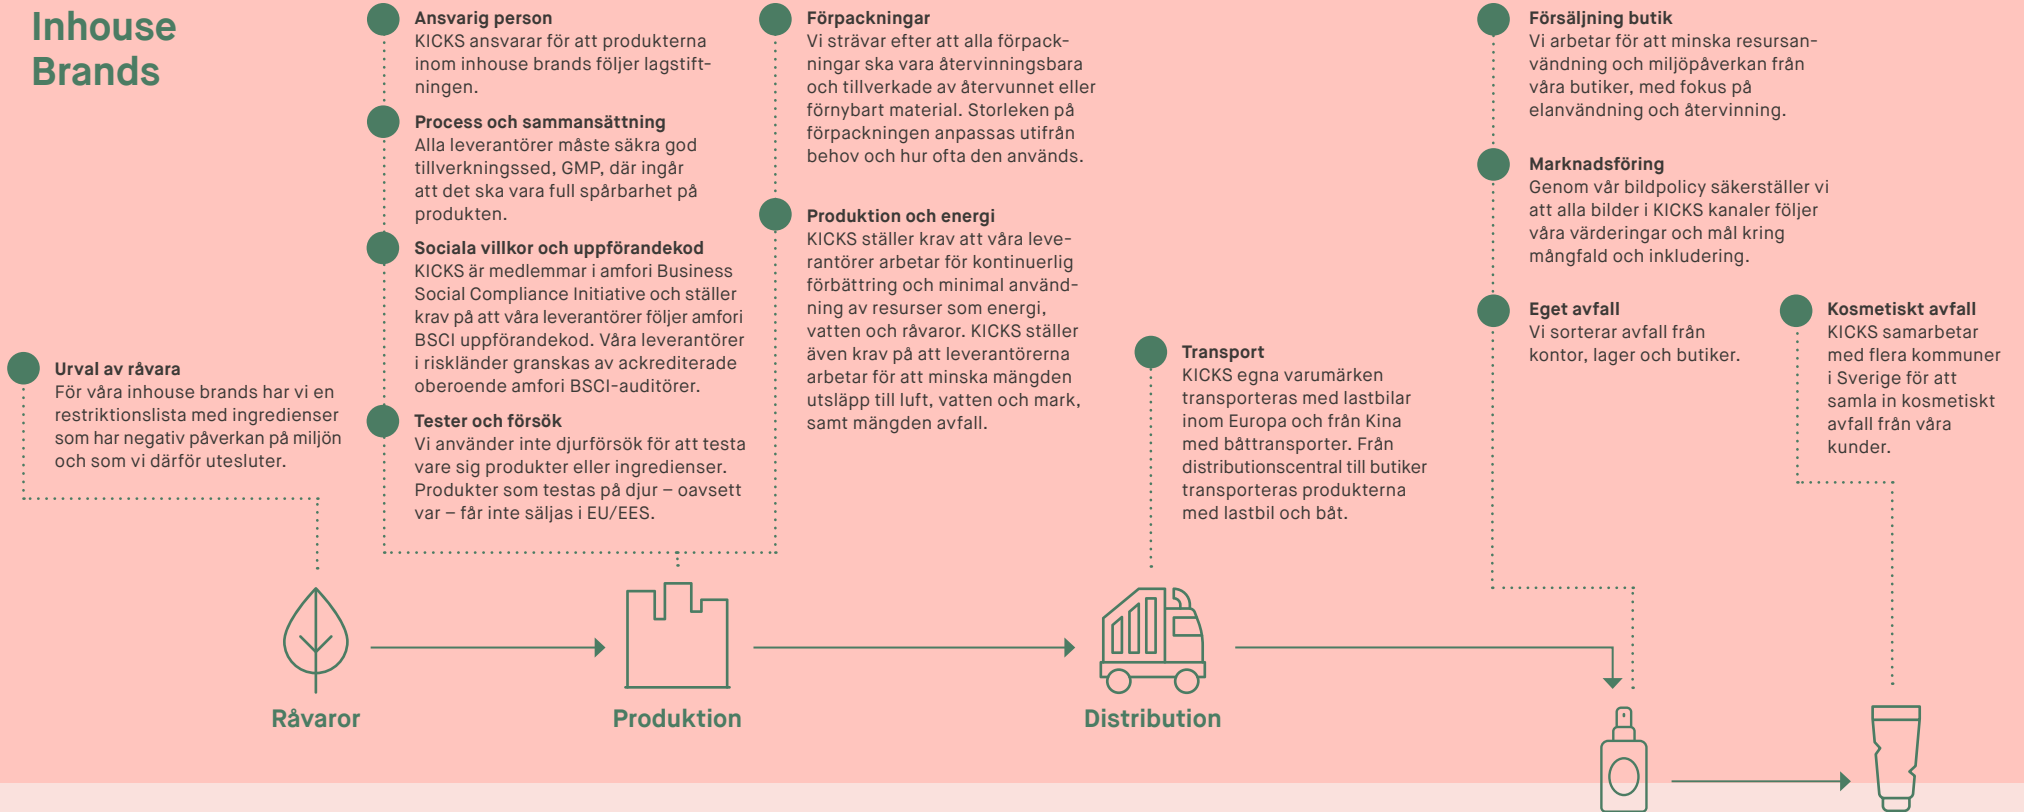 Inhouse
Brands
Urval av råvara
För våra inhouse brands har vi en
restriktionslista med ingredienser
som har negativ påverkan på miljön
och som vi därför utesluter.
Ansvarig person
KICKS ansvarar för att produkterna
inom inhouse brands följer lagstift-
ningen.
Process och sammansättning
Alla leverantörer måste säkra god
tillverkningssed, GMP, där ingår
att det ska vara full spårbarhet på
produkten.
Sociala villkor och uppförandekod
KICKS är medlemmar i amfori Business
Social Compliance Initiative och ställer
krav på att våra leverantörer följer amfori
BSCI uppförandekod. Våra leverantörer
i riskländer granskas av ackrediterade
oberoende amfori BSCI-auditörer.
Tester och försök
Vi använder inte djurförsök för att testa
vare sig produkter eller ingredienser.
Produkter som testas på djur – oavsett
var – får inte säljas i EU/EES.
Förpackningar
Vi strävar efter att alla förpack-
ningar ska vara återvinningsbara
och tillverkade av återvunnet eller
förnybart material. Storleken på
förpackningen anpassas utifrån
behov och hur ofta den används.
Produktion och energi
KICKS ställer krav att våra leve-
rantörer arbetar för kontinuerlig
förbättring och minimal använd-
ning av resurser som energi,
vatten och råvaror. KICKS ställer
även krav på att leverantörerna
arbetar för att minska mängden
utsläpp till luft, vatten och mark,
samt mängden avfall.
Transport
KICKS egna varumärken
transporteras med lastbilar
inom Europa och från Kina
med båttransporter. Från
distributionscentral till butiker
transporteras produkterna
med lastbil och båt.
Försäljning butik
Vi arbetar för att minska resursan-
vändning och miljöpåverkan från
våra butiker, med fokus på
elanvändning och återvinning.
Marknadsföring
Genom vår bildpolicy säkerställer vi
att alla bilder i KICKS kanaler följer
våra värderingar och mål kring
mångfald och inkludering.
Eget avfall
Vi sorterar avfall från
kontor, lager och butiker.
Kosmetiskt avfall
KICKS samarbetar
med flera kommuner
i Sverige för att
samla in kosmetiskt
avfall från våra
kunder.
Råvaror
Produktion
Distribution